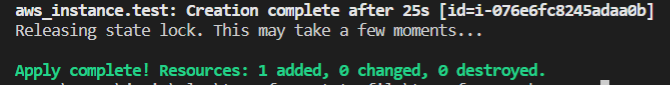 aws_instance.test: Creation complete after 25s [id=i-076e6fc8245adaa0b]
Releasing state lock. This may take a few moments...
Apply complete! Resources: 1 added, 0 changed, 0 destroyed.